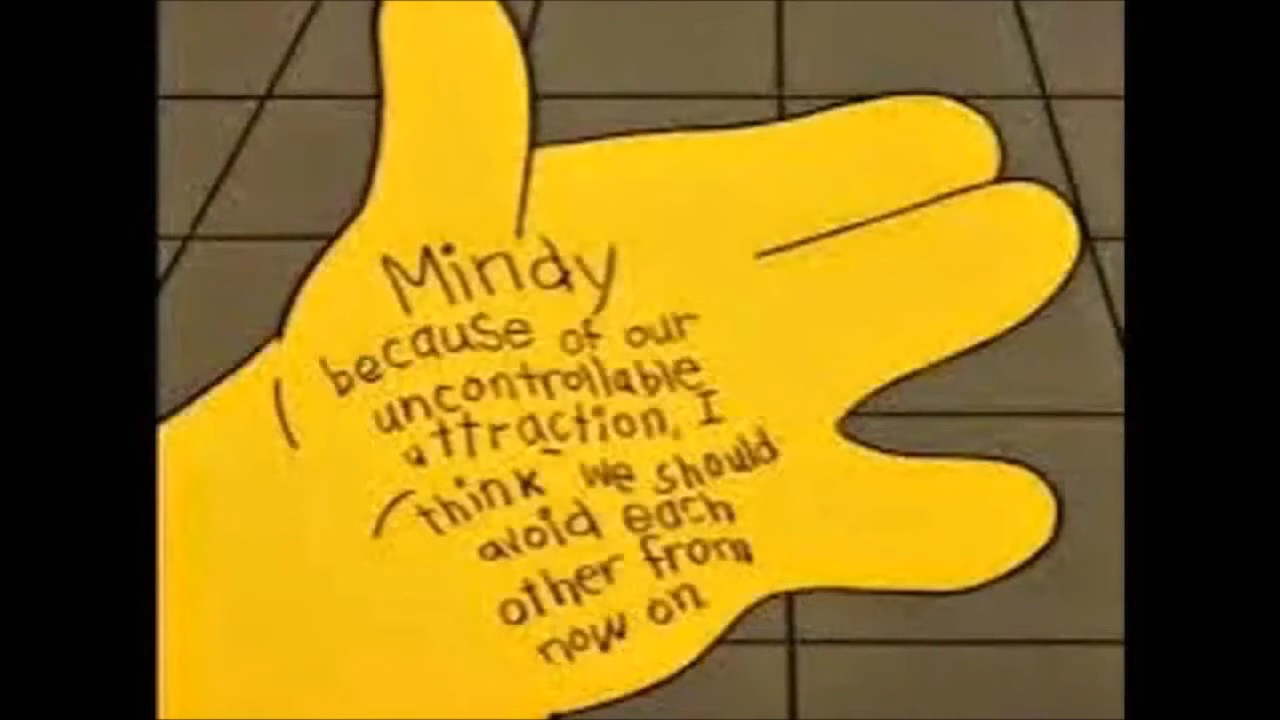 Mindy
because of our
uncontrollable
attraction, I
think we should
avoid each
other from
now on